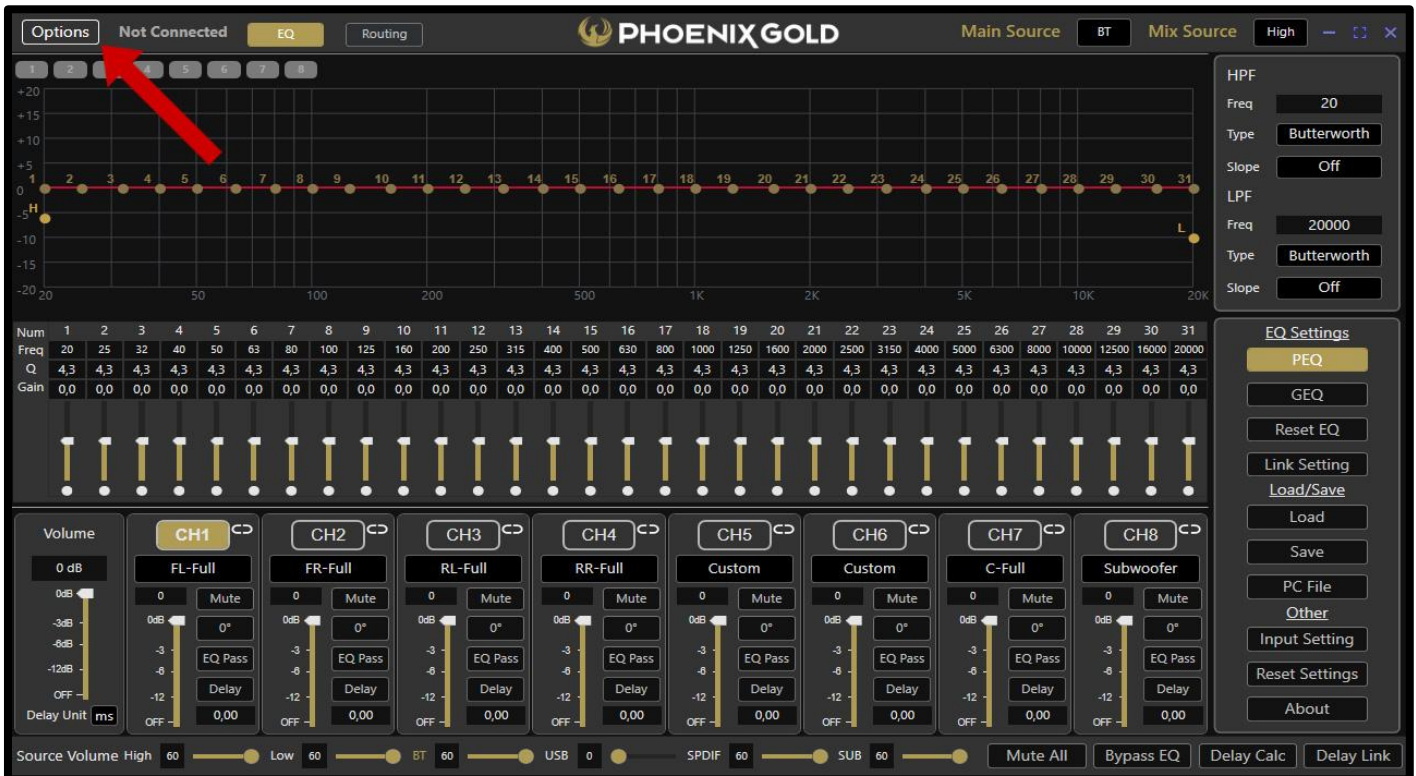 Options Not Connected EQ Routing PHOENIX GOLD Main Source BT Mix Source High
1 2 4 5 6 7 8
+20
+15
+10
+5
1 2 3 4 5 6 7 8 9 10 11 12 13 14 15 16 17 18 19 20 21 22 23 24 25 26 27 28 29 30 31
0
H
-5
L
-10
-15
-20
20 50 100 200 500 1K 2K 5K 10K 20K
HPF
Freq 20
Type Butterworth
Slope Off
LPF
Freq 20000
Type Butterworth
Slope Off
Num 1 2 3 4 5 6 7 8 9 10 11 12 13 14 15 16 17 18 19 20 21 22 23 24 25 26 27 28 29 30 31
Freq 20 25 32 40 50 63 80 100 125 160 200 250 315 400 500 630 800 1000 1250 1600 2000 2500 3150 4000 5000 6300 8000 10000 12500 16000 20000
Q 4,3 4,3 4,3 4,3 4,3 4,3 4,3 4,3 4,3 4,3 4,3 4,3 4,3 4,3 4,3 4,3 4,3 4,3 4,3 4,3 4,3 4,3 4,3 4,3 4,3 4,3 4,3 4,3 4,3 4,3 4,3
Gain 0,0 0,0 0,0 0,0 0,0 0,0 0,0 0,0 0,0 0,0 0,0 0,0 0,0 0,0 0,0 0,0 0,0 0,0 0,0 0,0 0,0 0,0 0,0 0,0 0,0 0,0 0,0 0,0 0,0 0,0 0,0
EQ Settings
PEQ
GEQ
Reset EQ
Link Setting
Load/Save
Load
Save
PC File
Other
Input Setting
Reset Settings
About
Volume CH1 CH2 CH3 CH4 CH5 CH6 CH7 CH8
0 dB FL-Full FR-Full RL-Full RR-Full Custom Custom C-Full Subwoofer
0 Mute 0 Mute 0 Mute 0 Mute 0 Mute 0 Mute 0 Mute 0 Mute
0dB 0dB 0° 0dB 0° 0dB 0° 0dB 0° 0dB 0° 0dB 0° 0dB 0° 0dB 0°
-3dB -3 -3 -3 -3 -3 -3 -3 -3
-6dB EQ Pass EQ Pass EQ Pass EQ Pass EQ Pass EQ Pass EQ Pass EQ Pass
-12dB -6 -6 -6 -6 -6 -6 -6 -6
OFF -12 Delay -12 Delay -12 Delay -12 Delay -12 Delay -12 Delay -12 Delay -12 Delay
Delay Unit ms OFF 0,00 OFF 0,00 OFF 0,00 OFF 0,00 OFF 0,00 OFF 0,00 OFF 0,00 OFF 0,00
Source Volume High 60 Low 60 BT 60 USB 0 SPDIF 60 SUB 60 Mute All Bypass EQ Delay Calc Delay Link